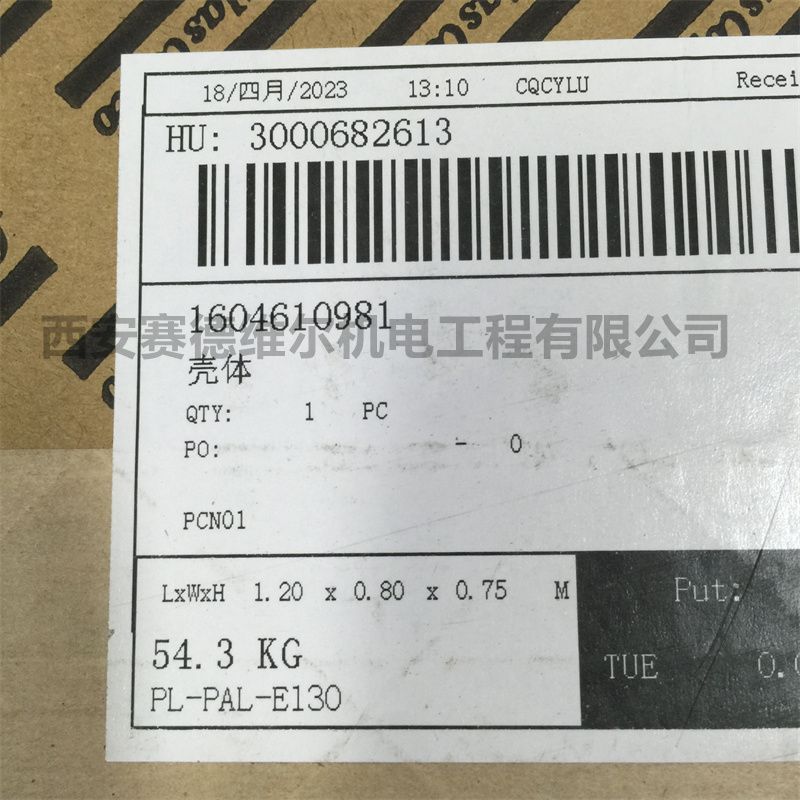 18/四月/2023 13:10 CQCYLU Recei
HU: 3000682613
1604610981
西安赛德维尔机电工程有限公司
壳体
QTY: 1 PC
PO: - 0
PCN01
LxWxH 1.20 x 0.80 x 0.75 M
Put:
54.3 KG
TUE 0.
PL-PAL-E130